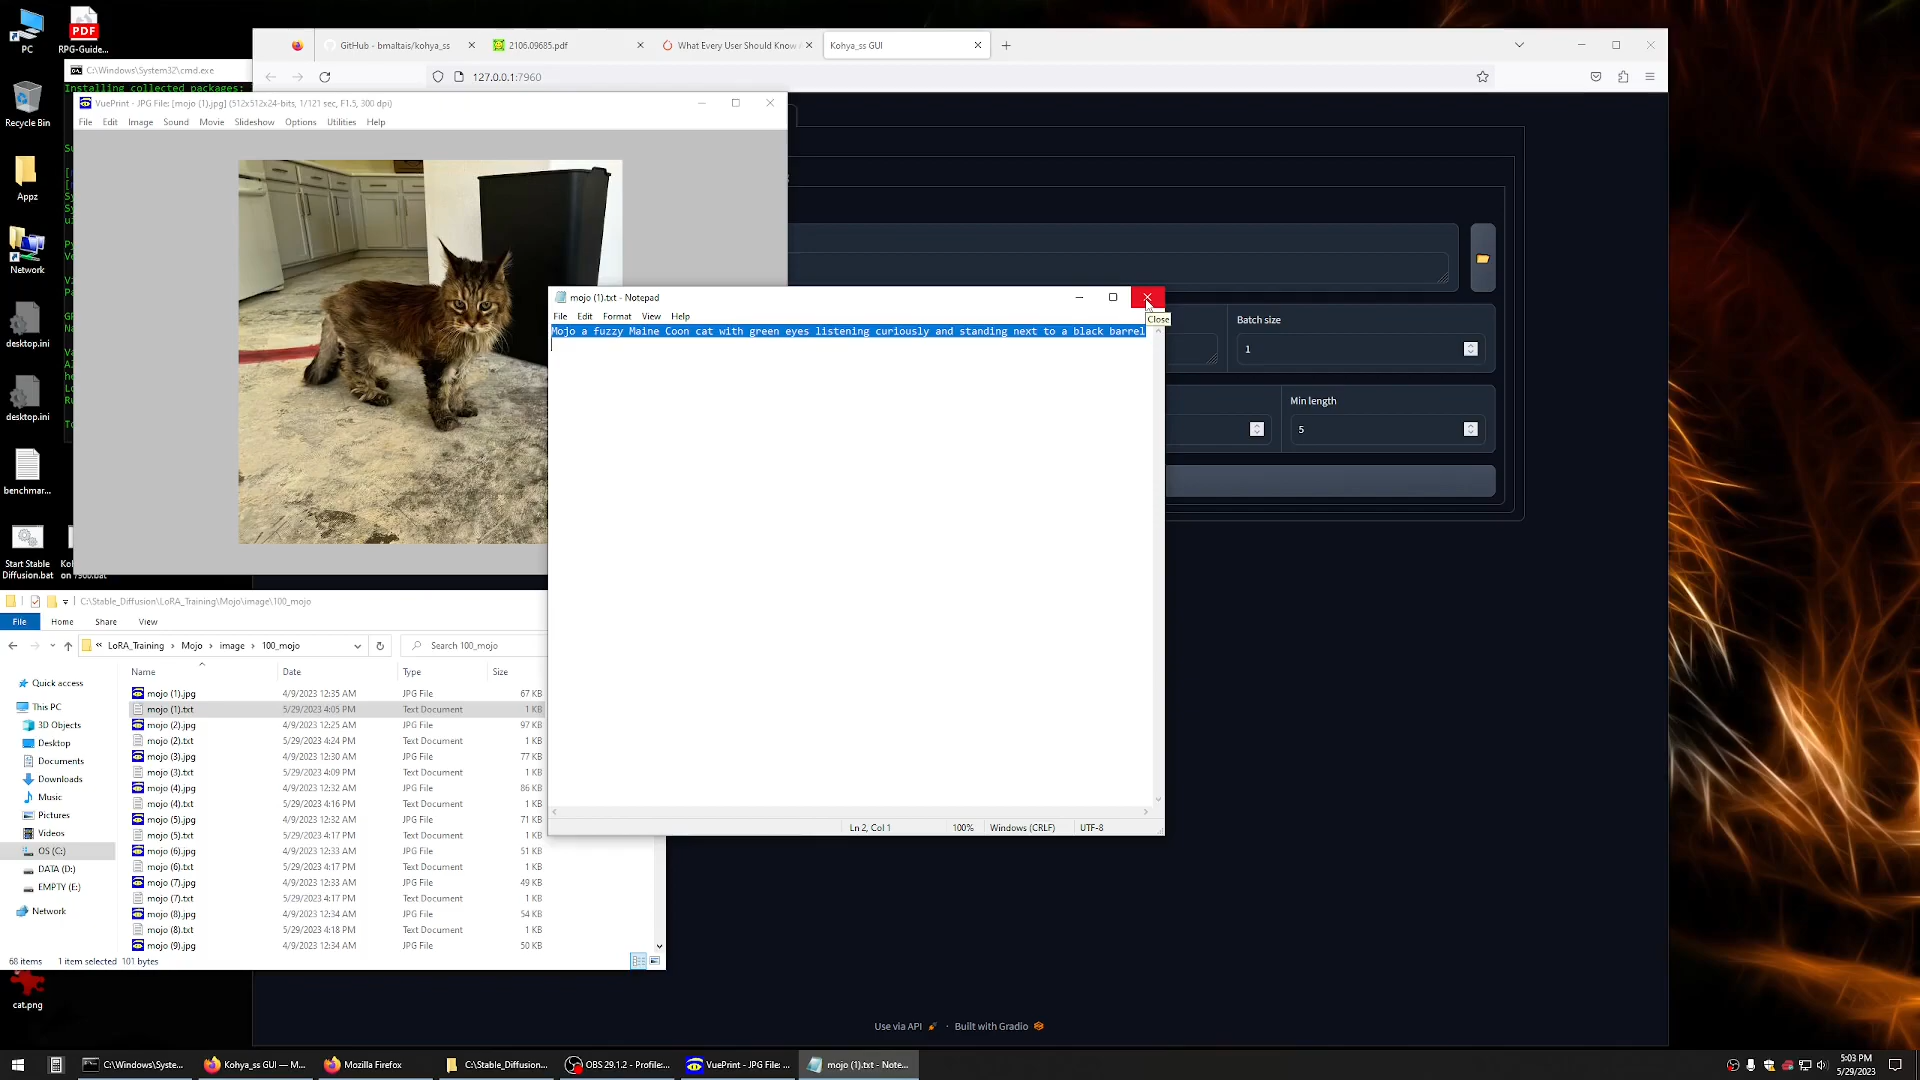 PC
PDF
RPG-Guide...
Recycle Bin
Appz
Network
desktop.ini
desktop.ini
benchmar...
Start Stable
Diffusion.bat
on 7960.bat
cat.png
C:\Windows\System32\cmd.exe
Installing collected packages:
GitHub - bmaltais/kohya_ss
2106.09685.pdf
What Every User Should Know
Kohya_ss GUI
127.0.0.1:7960
VuePrint - JPG File: [mojo (1).jpg] (512x512x24-bits, 1/121 sec, F1.5, 300 dpi)
File Edit Image Sound Movie Slideshow Options Utilities Help
mojo (1).txt - Notepad
Close
File Edit Format View Help
Mojo a fuzzy Maine Coon cat with green eyes listening curiously and standing next to a black barrel
Ln 2, Col 1 100% Windows (CRLF) UTF-8
Batch size
1
Min length
5
Use via API · Built with Gradio
C:\Stable_Diffusion\LoRA_Training\Mojo\image\100_mojo
File Home Share View
« LoRA_Training › Mojo › image › 100_mojo
Search 100_mojo
Name Date Type Size
Quick access
This PC
3D Objects
Desktop
Documents
Downloads
Music
Pictures
Videos
OS (C:)
DATA (D:)
EMPTY (E:)
Network
mojo (1).jpg 4/9/2023 12:35 AM JPG File 67 KB
mojo (1).txt 5/29/2023 4:05 PM Text Document 1 KB
mojo (2).jpg 4/9/2023 12:25 AM JPG File 97 KB
mojo (2).txt 5/29/2023 4:24 PM Text Document 1 KB
mojo (3).jpg 4/9/2023 12:30 AM JPG File 77 KB
mojo (3).txt 5/29/2023 4:09 PM Text Document 1 KB
mojo (4).jpg 4/9/2023 12:32 AM JPG File 86 KB
mojo (4).txt 5/29/2023 4:16 PM Text Document 1 KB
mojo (5).jpg 4/9/2023 12:32 AM JPG File 71 KB
mojo (5).txt 5/29/2023 4:17 PM Text Document 1 KB
mojo (6).jpg 4/9/2023 12:33 AM JPG File 51 KB
mojo (6).txt 5/29/2023 4:17 PM Text Document 1 KB
mojo (7).jpg 4/9/2023 12:33 AM JPG File 49 KB
mojo (7).txt 5/29/2023 4:17 PM Text Document 1 KB
mojo (8).jpg 4/9/2023 12:34 AM JPG File 54 KB
mojo (8).txt 5/29/2023 4:18 PM Text Document 1 KB
mojo (9).jpg 4/9/2023 12:34 AM JPG File 50 KB
68 items 1 item selected 101 bytes
C:\Windows\Syste...
Kohya_ss GUI — M...
Mozilla Firefox
C:\Stable_Diffusion...
OBS 29.1.2 - Profile:...
VuePrint - JPG File: ...
mojo (1).txt - Note...
5:03 PM
5/29/2023